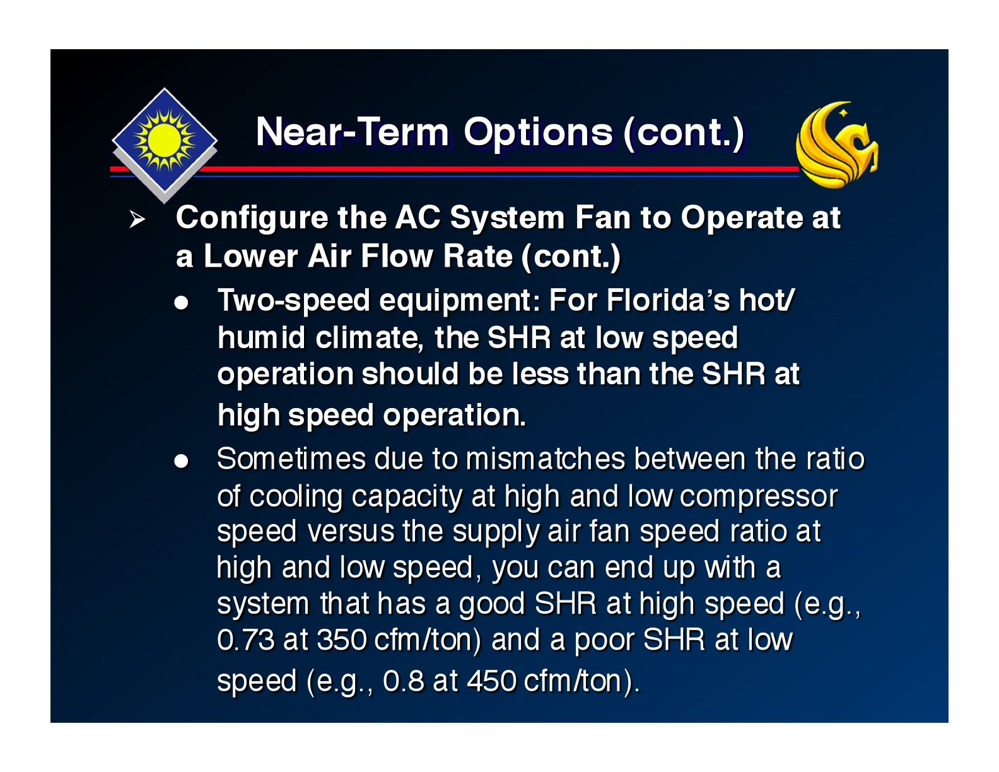 Near-Term Options (cont.)
➢ Configure the AC System Fan to Operate at
a Lower Air Flow Rate (cont.)
● Two-speed equipment: For Florida’s hot/
humid climate, the SHR at low speed
operation should be less than the SHR at
high speed operation.
● Sometimes due to mismatches between the ratio
of cooling capacity at high and low compressor
speed versus the supply air fan speed ratio at
high and low speed, you can end up with a
system that has a good SHR at high speed (e.g.,
0.73 at 350 cfm/ton) and a poor SHR at low
speed (e.g., 0.8 at 450 cfm/ton).